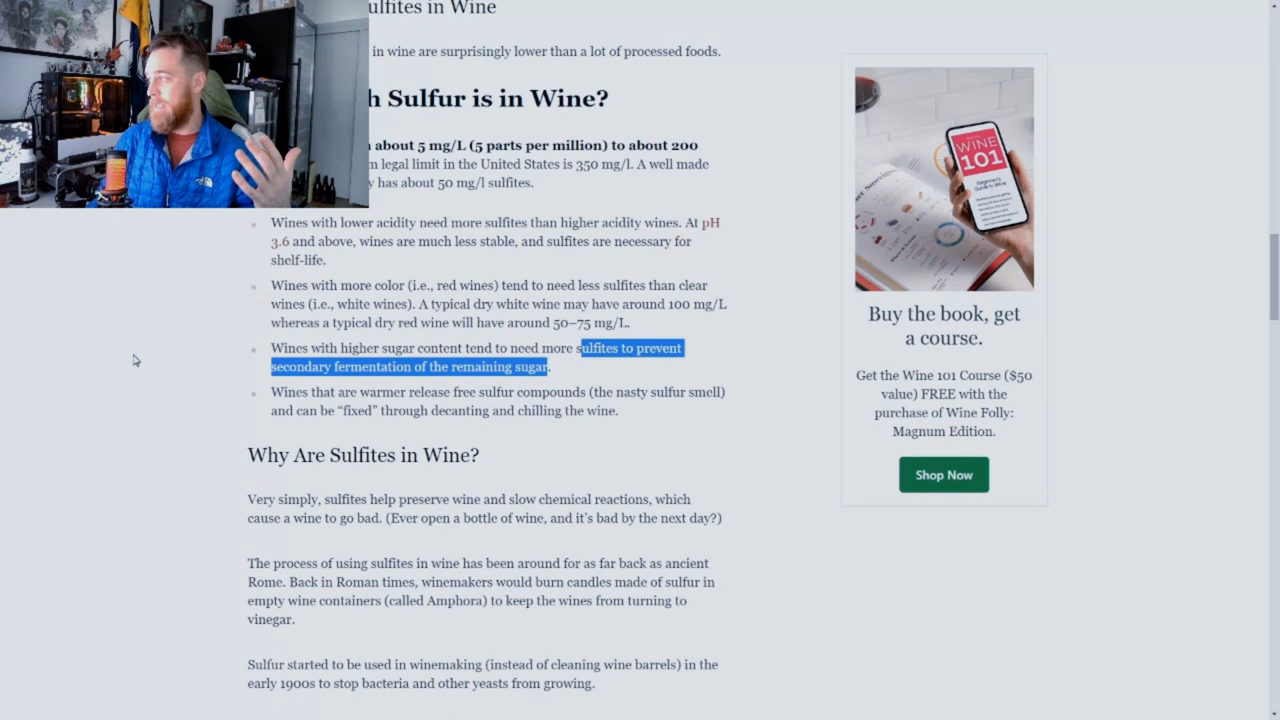 ulfites in Wine
in wine are surprisingly lower than a lot of processed foods.
h Sulfur is in Wine?
about 5 mg/L (5 parts per million) to about 200
m legal limit in the United States is 350 mg/l. A well made
y has about 50 mg/l sulfites.
Wines with lower acidity need more sulfites than higher acidity wines. At pH
3.6 and above, wines are much less stable, and sulfites are necessary for
shelf-life.
Wines with more color (i.e., red wines) tend to need less sulfites than clear
wines (i.e., white wines). A typical dry white wine may have around 100 mg/L
whereas a typical dry red wine will have around 50–75 mg/L.
Wines with higher sugar content tend to need more sulfites to prevent
secondary fermentation of the remaining sugar.
Wines that are warmer release free sulfur compounds (the nasty sulfur smell)
and can be “fixed” through decanting and chilling the wine.
Why Are Sulfites in Wine?
Very simply, sulfites help preserve wine and slow chemical reactions, which
cause a wine to go bad. (Ever open a bottle of wine, and it’s bad by the next day?)
The process of using sulfites in wine has been around for as far back as ancient
Rome. Back in Roman times, winemakers would burn candles made of sulfur in
empty wine containers (called Amphora) to keep the wines from turning to
vinegar.
Sulfur started to be used in winemaking (instead of cleaning wine barrels) in the
early 1900s to stop bacteria and other yeasts from growing.
WINE
101
Beginner's
Guide to Wine
Buy the book, get
a course.
Get the Wine 101 Course ($50
value) FREE with the
purchase of Wine Folly:
Magnum Edition.
Shop Now